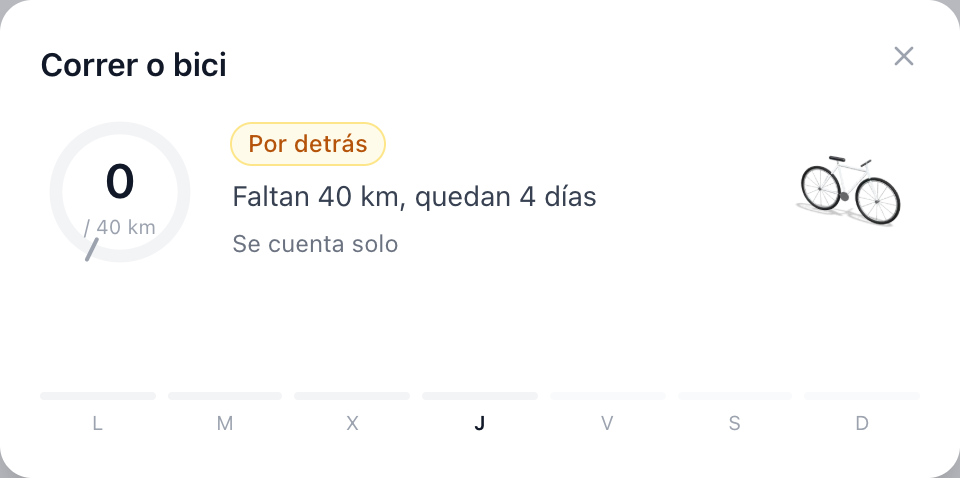 Correr o bici
0
/ 40 km
Por detrás
Faltan 40 km, quedan 4 días
Se cuenta solo
L M X J V S D